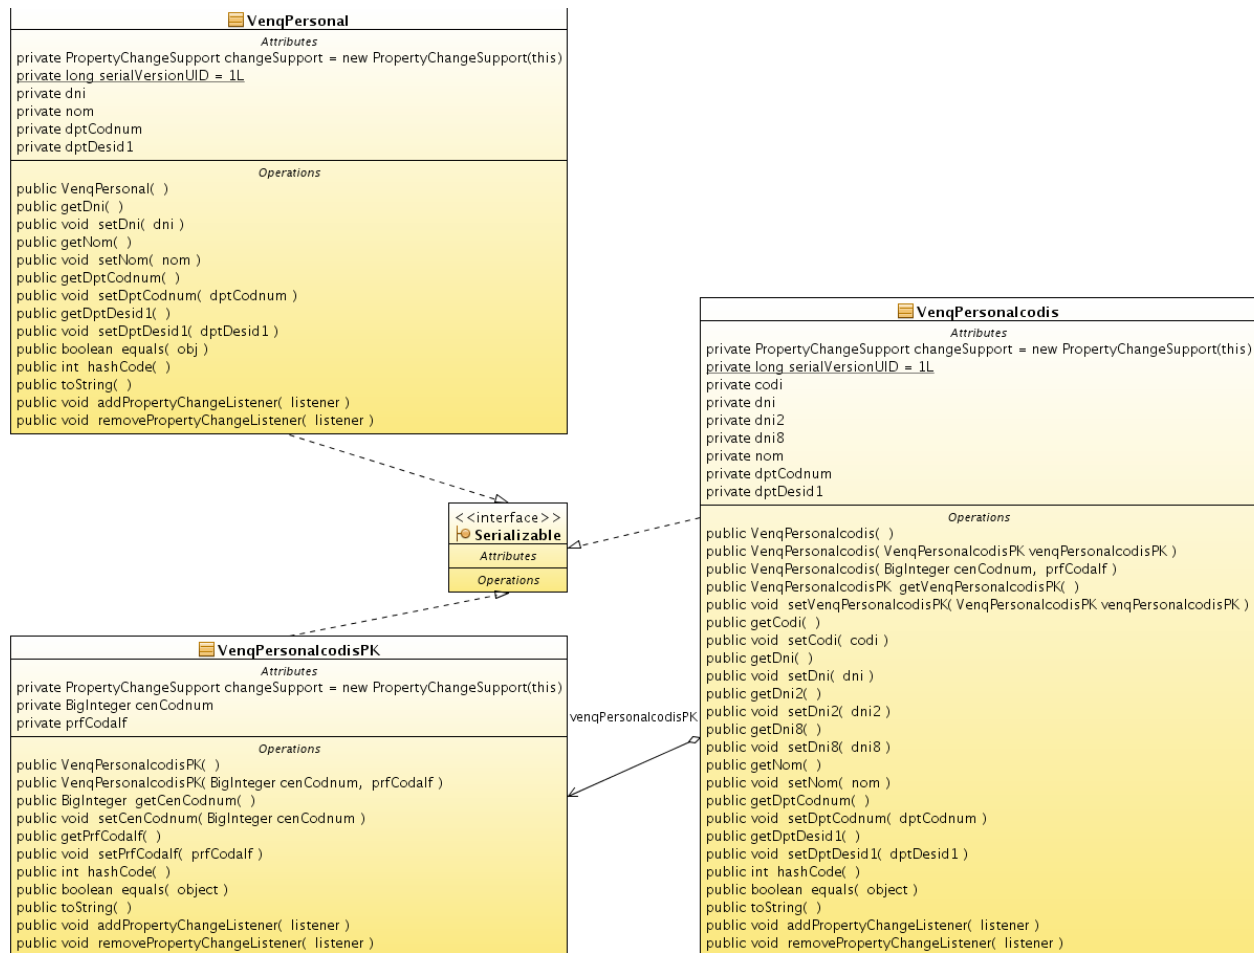 VenqPersonal
Attributes
private PropertyChangeSupport changeSupport = new PropertyChangeSupport(this)
private long serialVersionUID = 1L
private dni
private nom
private dptCodnum
private dptDesid1
Operations
public VenqPersonal(  )
public getDni(  )
public void  setDni(  dni )
public getNom(  )
public void  setNom(  nom )
public getDptCodnum(  )
public void  setDptCodnum(  dptCodnum )
public getDptDesid1(  )
public void  setDptDesid1(  dptDesid1 )
public boolean  equals(  obj )
public int  hashCode(  )
public toString(  )
public void  addPropertyChangeListener(  listener )
public void  removePropertyChangeListener(  listener )
<<interface>>
Serializable
Attributes
Operations
VenqPersonalcodisPK
Attributes
private PropertyChangeSupport changeSupport = new PropertyChangeSupport(this)
private BigInteger cenCodnum
private prfCodalf
Operations
public VenqPersonalcodisPK(  )
public VenqPersonalcodisPK( BigInteger cenCodnum,  prfCodalf )
public BigInteger  getCenCodnum(  )
public void  setCenCodnum( BigInteger cenCodnum )
public getPrfCodalf(  )
public void  setPrfCodalf(  prfCodalf )
public int  hashCode(  )
public boolean  equals(  object )
public toString(  )
public void  addPropertyChangeListener(  listener )
public void  removePropertyChangeListener(  listener )
venqPersonalcodisPK
VenqPersonalcodis
Attributes
private PropertyChangeSupport changeSupport = new PropertyChangeSupport(this)
private long serialVersionUID = 1L
private codi
private dni
private dni2
private dni8
private nom
private dptCodnum
private dptDesid1
Operations
public VenqPersonalcodis(  )
public VenqPersonalcodis( VenqPersonalcodisPK venqPersonalcodisPK )
public VenqPersonalcodis( BigInteger cenCodnum,  prfCodalf )
public VenqPersonalcodisPK  getVenqPersonalcodisPK(  )
public void  setVenqPersonalcodisPK( VenqPersonalcodisPK venqPersonalcodisPK )
public getCodi(  )
public void  setCodi(  codi )
public getDni(  )
public void  setDni(  dni )
public getDni2(  )
public void  setDni2(  dni2 )
public getDni8(  )
public void  setDni8(  dni8 )
public getNom(  )
public void  setNom(  nom )
public getDptCodnum(  )
public void  setDptCodnum(  dptCodnum )
public getDptDesid1(  )
public void  setDptDesid1(  dptDesid1 )
public int  hashCode(  )
public boolean  equals(  object )
public toString(  )
public void  addPropertyChangeListener(  listener )
public void  removePropertyChangeListener(  listener )